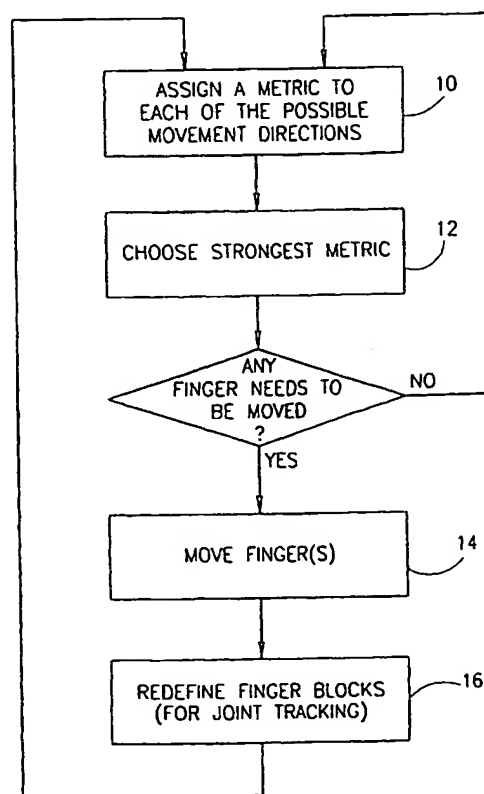 ASSIGN A METRIC TO
EACH OF THE POSSIBLE
MOVEMENT DIRECTIONS
10
CHOOSE STRONGEST METRIC
12
ANY
FINGER NEEDS TO
BE MOVED
?
NO
YES
MOVE FINGER(S)
14
REDEFINE FINGER BLOCKS
(FOR JOINT TRACKING)
16